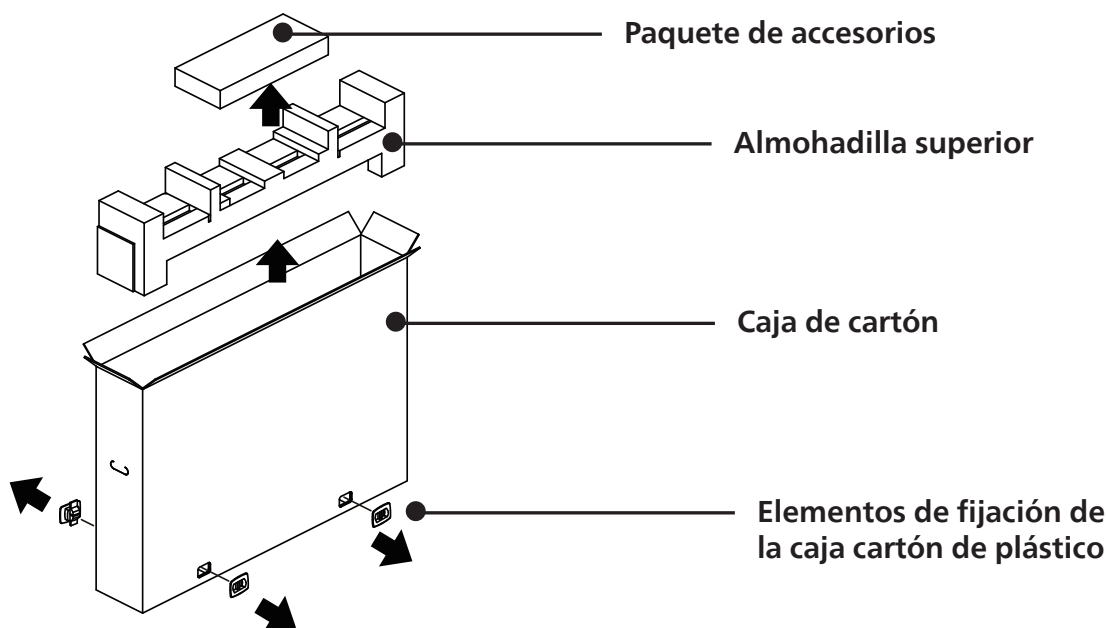 Paquete de accesorios
Almohadilla superior
Caja de cartón
Elementos de fijación de
la caja cartón de plástico